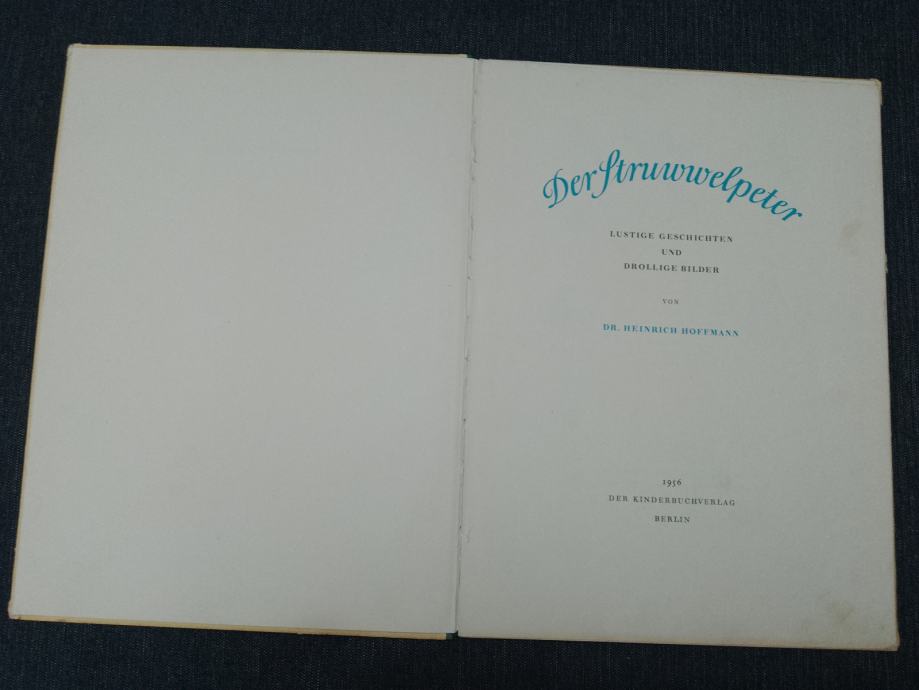 Der Struwwelpeter
LUSTIGE GESCHICHTEN
UND
DROLLIGE BILDER
VON
DR. HEINRICH HOFFMANN
1956
DER KINDERBUCHVERLAG
BERLIN